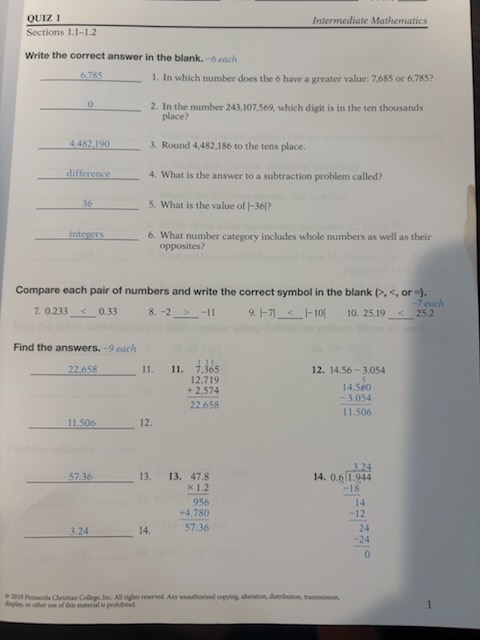 QUIZ 1
Intermediate Mathematics
Sections 1.1–1.2
Write the correct answer in the blank. –6 each
6,785 1. In which number does the 6 have a greater value: 7,685 or 6,785?
0 2. In the number 243,107,569, which digit is in the ten thousands
place?
4,482,190 3. Round 4,482,186 to the tens place.
difference 4. What is the answer to a subtraction problem called?
36 5. What is the value of |–36|?
integers 6. What number category includes whole numbers as well as their
opposites?
Compare each pair of numbers and write the correct symbol in the blank (>, <, or =).
–7 each
7. 0.233 < 0.33 8. –2 > –11 9. |–7| < |–10| 10. 25.19 < 25.2
Find the answers. –9 each
22,658 11.
11. 7,365
1 1 1
12,719
+ 2,574
22,658
12. 14.56 – 3.054
14.560
– 3.054
11.506
11.506 12.
57.36 13.
13. 47.8
× 1.2
956
+4,780
57.36
3.24
14. 0.6 1.944
–18
14
–12
24
–24
0
3.24 14.
© 2019 Pensacola Christian College, Inc. All rights reserved. Any unauthorized copying, alteration, distribution, transmission,
display, or other use of this material is prohibited.
1